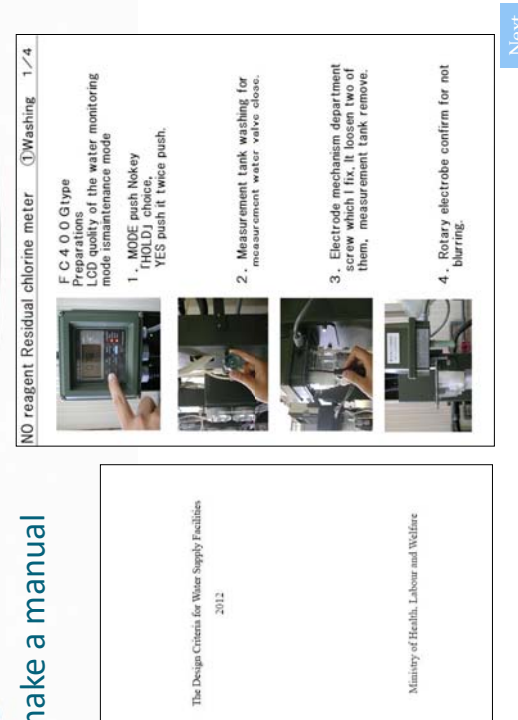 make a manual
The Design Criteria for Water Supply Facilities
2012
Ministry of Health, Labour and Welfare
NO reagent Residual chlorine meter ①Washing 1/4
FC400Gtype
Preparations
LCD quolity of the water monitoring
mode ismaintenance mode
1. MODE push Nokey
「HOLD」choice,
YES push it twice push.
2. Measurement tank washing for
measurement water valve close.
3. Electrode mechanism department
screw which I fix. It loosen two of
them, measurement tank remove.
4. Rotary electrobe confirm for not
blurring.
Next